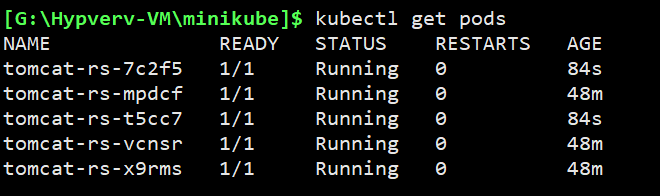 [G:\Hypverv-VM\minikube]$ kubectl get pods
NAME READY STATUS RESTARTS AGE
tomcat-rs-7c2f5 1/1 Running 0 84s
tomcat-rs-mpdcf 1/1 Running 0 48m
tomcat-rs-t5cc7 1/1 Running 0 84s
tomcat-rs-vcnsr 1/1 Running 0 48m
tomcat-rs-x9rms 1/1 Running 0 48m